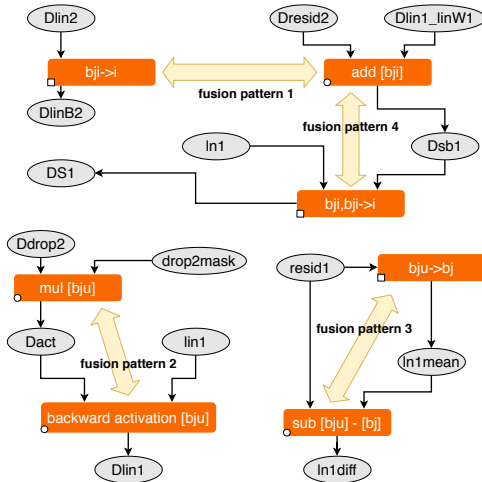 Dlin2
Dresid2
Dlin1_linW1
bji->i
add [bji]
fusion pattern 1
DlinB2
fusion pattern 4
ln1
Dsb1
DS1
bji,bji->i
Ddrop2
drop2mask
resid1
bju->bj
mul [bju]
fusion pattern 3
Dact
lin1
fusion pattern 2
ln1mean
backward activation [bju]
sub [bju] - [bj]
Dlin1
ln1diff